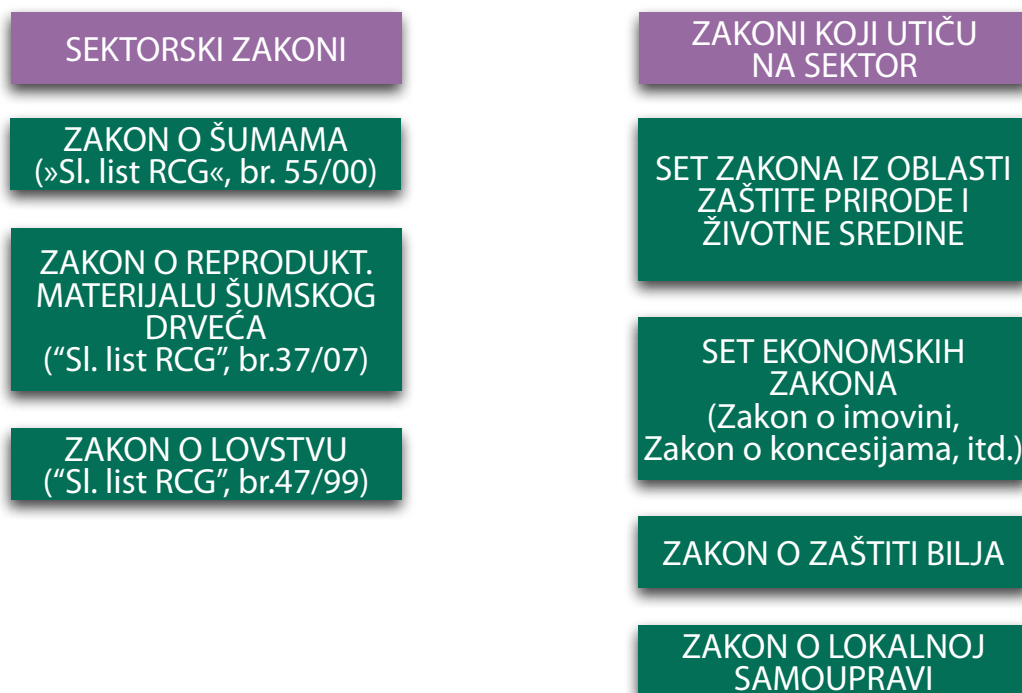 SEKTORSKI ZAKONI
ZAKON O ŠUMAMA
(»Sl. list RCG«, br. 55/00)
ZAKON O REPRODUKT.
MATERIJALU ŠUMSKOG
DRVEĆA
(“Sl. list RCG”, br.37/07)
ZAKON O LOVSTVU
(“Sl. list RCG”, br.47/99)
ZAKONI KOJI UTIČU
NA SEKTOR
SET ZAKONA IZ OBLASTI
ZAŠTITE PRIRODE I
ŽIVOTNE SREDINE
SET EKONOMSKIH
ZAKONA
(Zakon o imovini,
Zakon o koncesijama, itd.)
ZAKON O ZAŠTITI BILJA
ZAKON O LOKALNOJ
SAMOUPRAVI